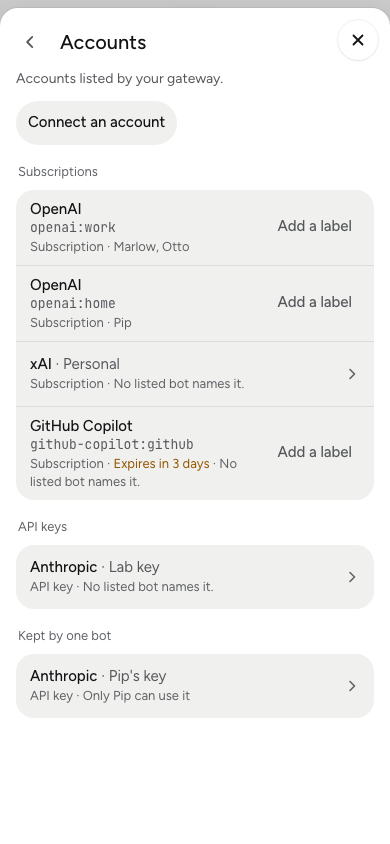 Accounts
Accounts listed by your gateway.
Connect an account
Subscriptions
OpenAI
openai:work
Subscription · Marlow, Otto
Add a label
OpenAI
openai:home
Subscription · Pip
Add a label
xAI · Personal
Subscription · No listed bot names it.
GitHub Copilot
github-copilot:github
Subscription · Expires in 3 days · No
listed bot names it.
Add a label
API keys
Anthropic · Lab key
API key · No listed bot names it.
Kept by one bot
Anthropic · Pip's key
API key · Only Pip can use it